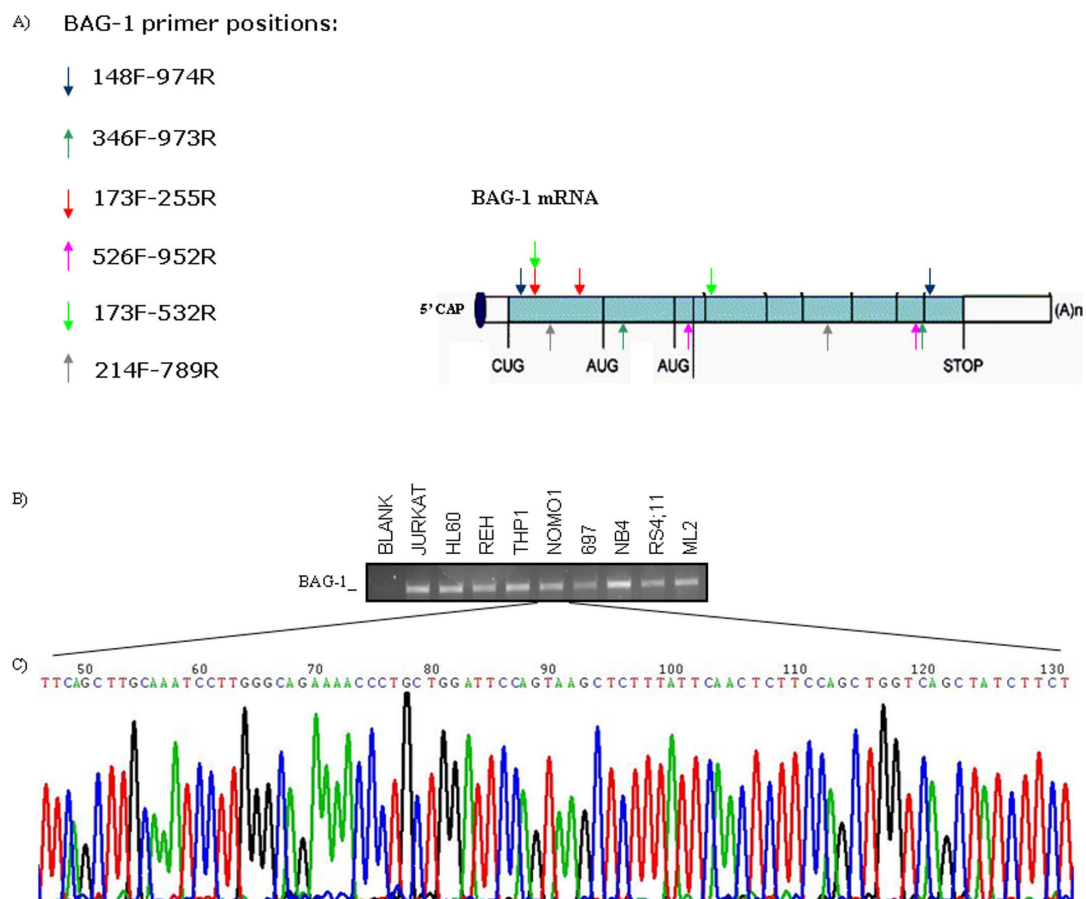 A) BAG-1 primer positions:
148F-974R
346F-973R
173F-255R
526F-952R
173F-532R
214F-789R
BAG-1 mRNA
5' CAP
(A)n
CUG AUG AUG STOP
B)
BLANK JURKAT HL60 REH THP1 NOMO1 697 NB4 RS4;11 ML2
BAG-1_
C)
50 60 70 80 90 100 110 120 130
TTCAGCTTGCAAATCCTTGGGCAGAAAACCCTGCTGGATTCCAGTAAGCTCTTTATTCAACTCTTCCAGCTGGTCAGCTATCTTCT